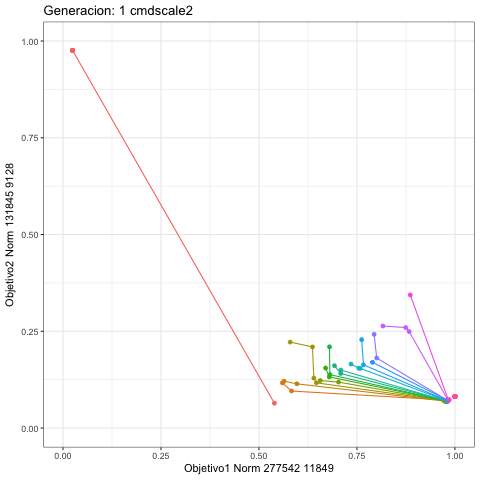 Generacion: 1 cmdscale2
1.00
0.75
0.50
0.25
0.00
Objetivo2 Norm 131845 9128
0.00 0.25 0.50 0.75 1.00
Objetivo1 Norm 277542 11849